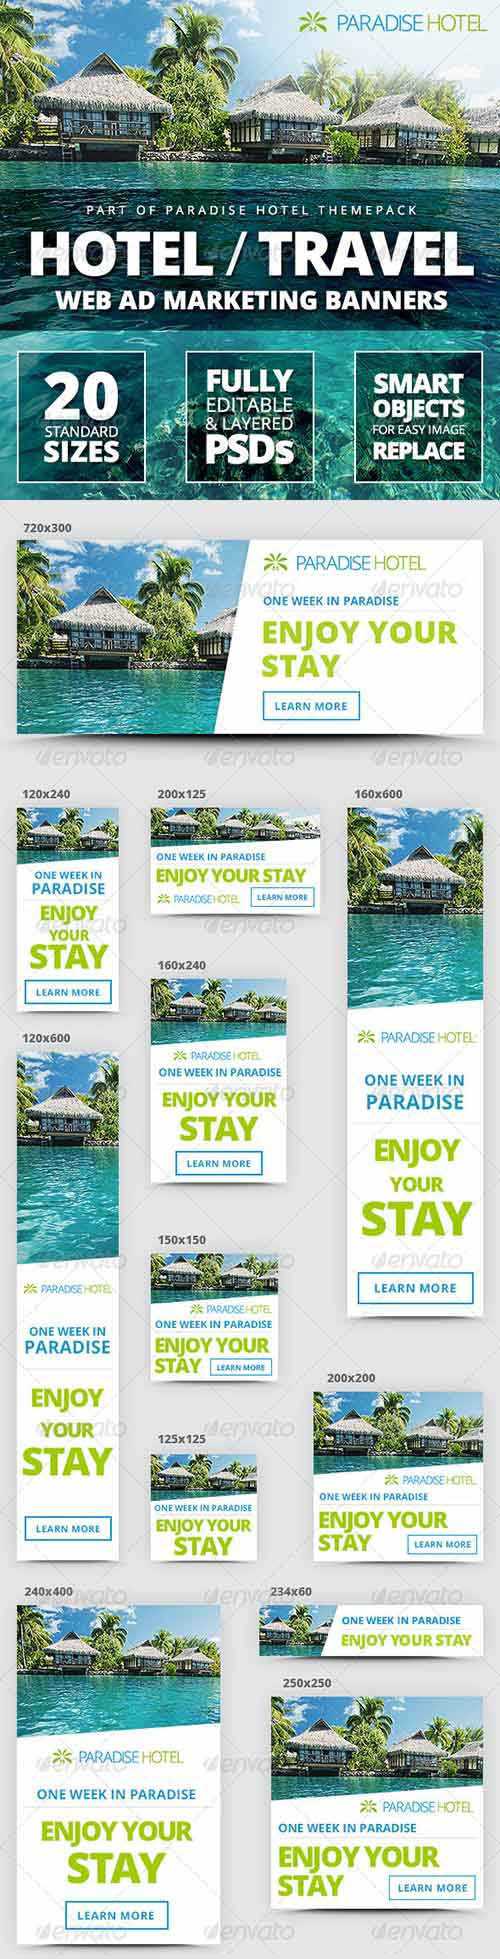 PARADISE HOTEL
PART OF PARADISE HOTEL THEMEPACK
HOTEL / TRAVEL
WEB AD MARKETING BANNERS
20
STANDARD
SIZES
FULLY
EDITABLE
& LAYERED
PSDs
SMART
OBJECTS
FOR EASY IMAGE
REPLACE
720x300
PARADISE HOTEL
ONE WEEK IN PARADISE
ENJOY YOUR
STAY
LEARN MORE
envato
envato
envato
120x240
ONE WEEK IN
PARADISE
ENJOY
YOUR
STAY
LEARN MORE
200x125
ONE WEEK IN PARADISE
ENJOY YOUR STAY
PARADISE HOTEL
LEARN MORE
160x600
PARADISE HOTEL
ONE WEEK IN
PARADISE
ENJOY
YOUR
STAY
LEARN MORE
160x240
PARADISE HOTEL
ONE WEEK IN PARADISE
ENJOY YOUR
STAY
LEARN MORE
120x600
PARADISE HOTEL
ONE WEEK IN
PARADISE
ENJOY
YOUR
STAY
LEARN MORE
150x150
PARADISE HOTEL
ONE WEEK IN PARADISE
ENJOY YOUR
STAY
LEARN MORE
125x125
ONE WEEK IN PARADISE
ENJOY YOUR
STAY
200x200
PARADISE HOTEL
ONE WEEK IN PARADISE
ENJOY YOUR
STAY
LEARN MORE
240x400
PARADISE HOTEL
ONE WEEK IN PARADISE
ENJOY YOUR
STAY
LEARN MORE
234x60
ONE WEEK IN PARADISE
ENJOY YOUR STAY
250x250
PARADISE HOTEL
ONE WEEK IN PARADISE
ENJOY YOUR
STAY
LEARN MORE